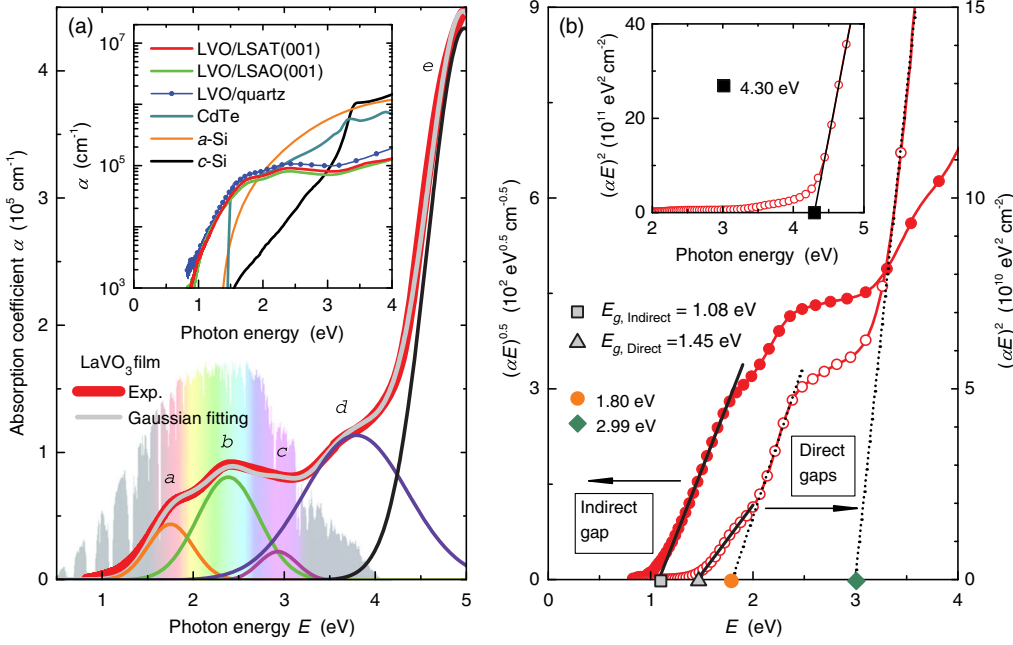 (a)
Absorption coefficient α (10⁵ cm⁻¹)
4
3
2
1
0
0
1
2
3
4
5
Photon energy E (eV)
10⁷
10⁵
10³
α (cm⁻¹)
LVO/LSAT(001)
LVO/LSAO(001)
LVO/quartz
CdTe
a-Si
c-Si
0
1
2
3
4
Photon energy (eV)
LaVO₃film
Exp.
Gaussian fitting
a
b
c
d
e
(b)
9
6
3
0
(αE)⁰·⁵ (10² eV⁰·⁵ cm⁻⁰·⁵)
40
20
0
(αE)² (10¹¹ eV² cm⁻²)
4.30 eV
2
3
4
5
Photon energy (eV)
E g, Indirect = 1.08 eV
E g, Direct =1.45 eV
1.80 eV
2.99 eV
Indirect
gap
Direct
gaps
15
10
5
0
(αE)² (10¹⁰ eV² cm⁻²)
0
1
2
3
4
E (eV)